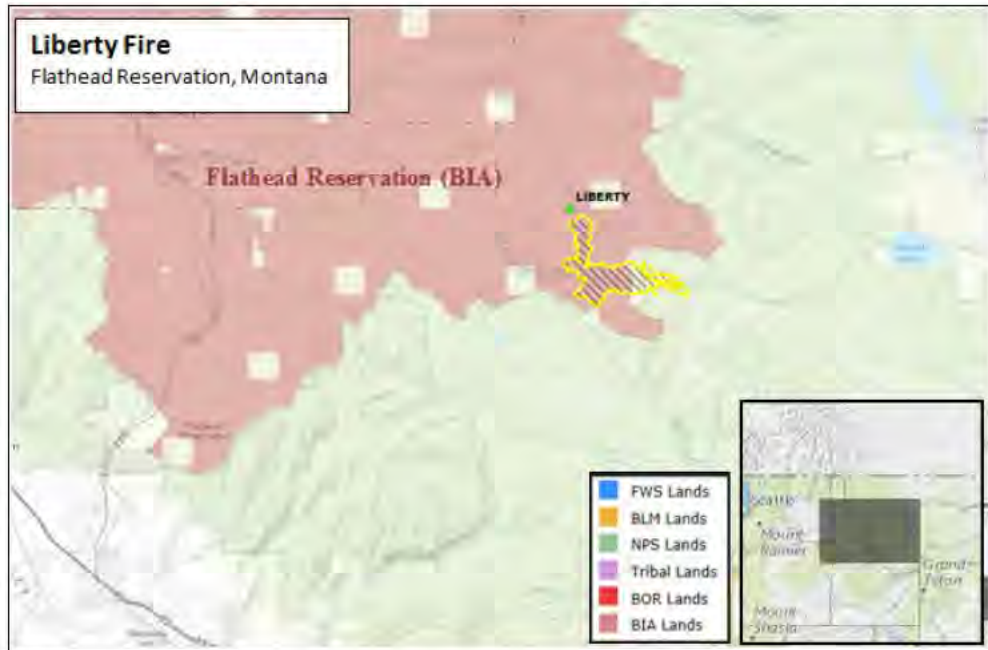 Liberty Fire
Flathead Reservation, Montana
Flathead Reservation (BIA)
LIBERTY
FWS Lands
BLM Lands
NPS Lands
Tribal Lands
BOR Lands
BIA Lands
Seattle
Mount
Rainier
Grand
Teton
Mount
Shasta